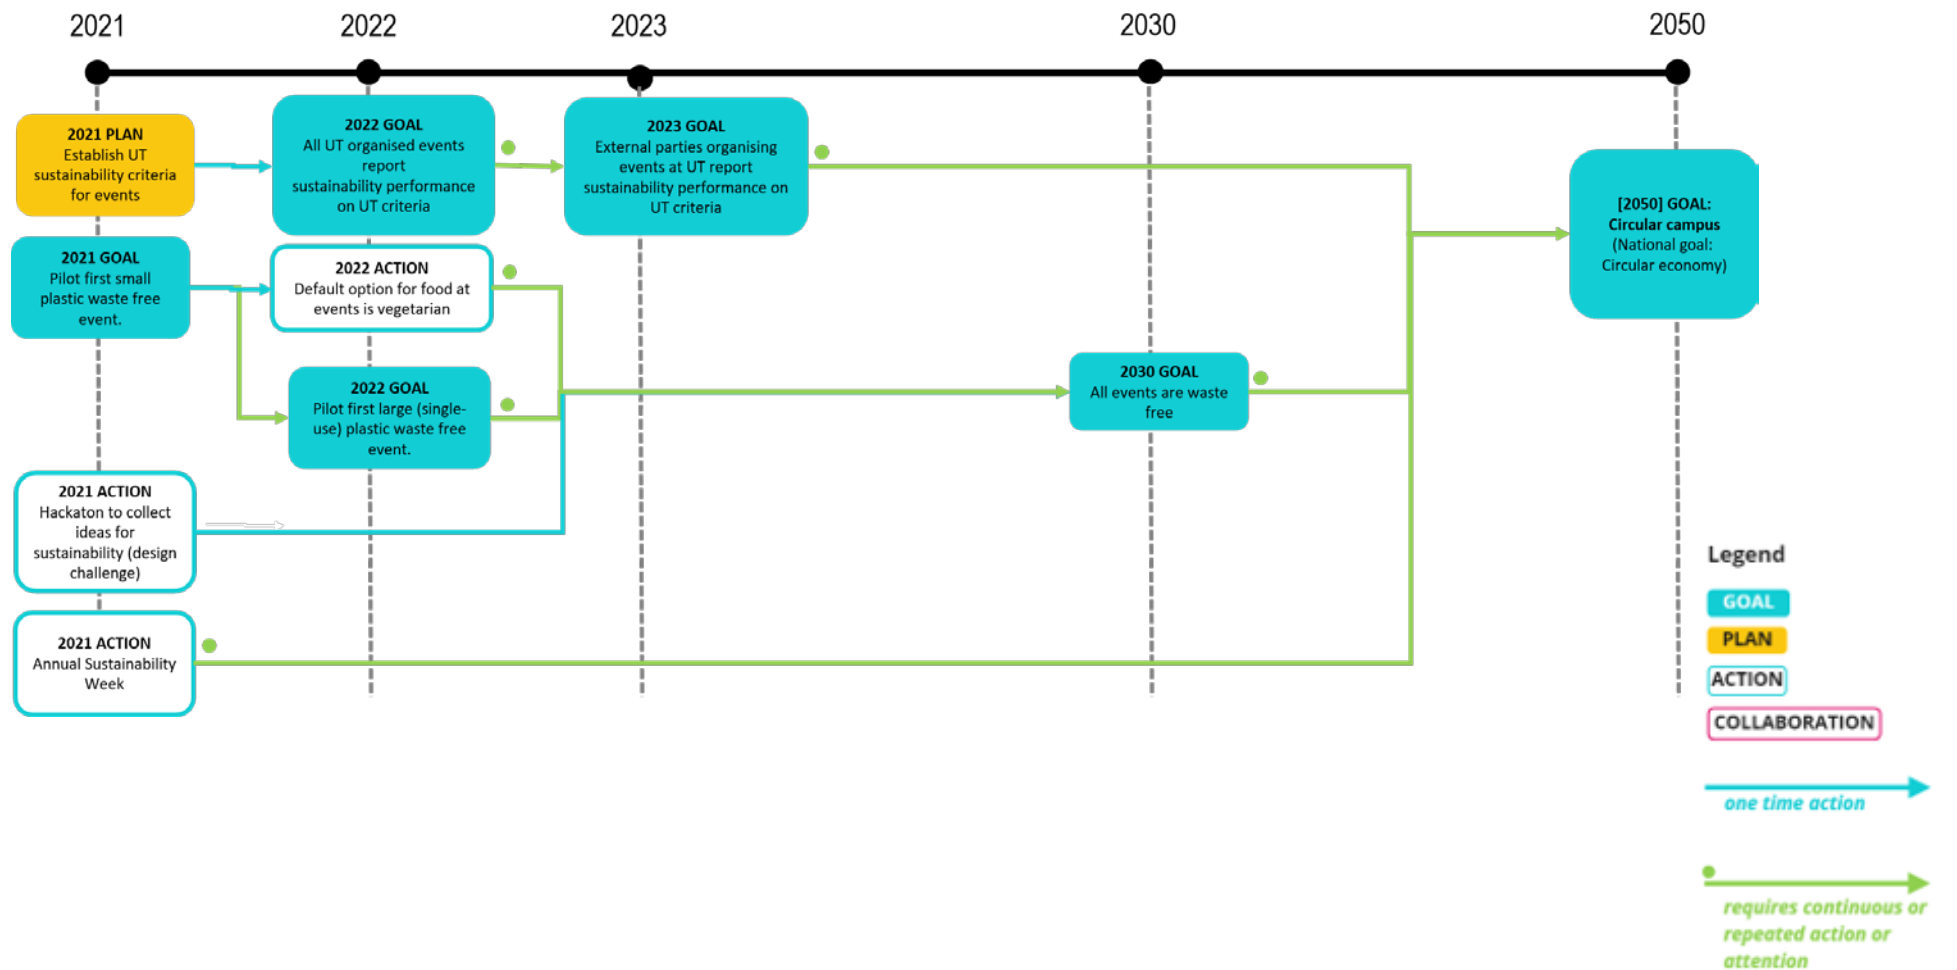 2021
2022
2023
2030
2050
2021 PLAN
Establish UT
sustainability criteria
for events
2022 GOAL
All UT organised events
report
sustainability performance
on UT criteria
2023 GOAL
External parties organising
events at UT report
sustainability performance on
UT criteria
[2050] GOAL:
Circular campus
(National goal:
Circular economy)
2021 GOAL
Pilot first small
plastic waste free
event.
2022 ACTION
Default option for food at
events is vegetarian
2022 GOAL
Pilot first large (single-
use) plastic waste free
event.
2030 GOAL
All events are waste
free
2021 ACTION
Hackaton to collect
ideas for
sustainability (design
challenge)
2021 ACTION
Annual Sustainability
Week
Legend
GOAL
PLAN
ACTION
COLLABORATION
one time action
requires continuous or
repeated action or
attention